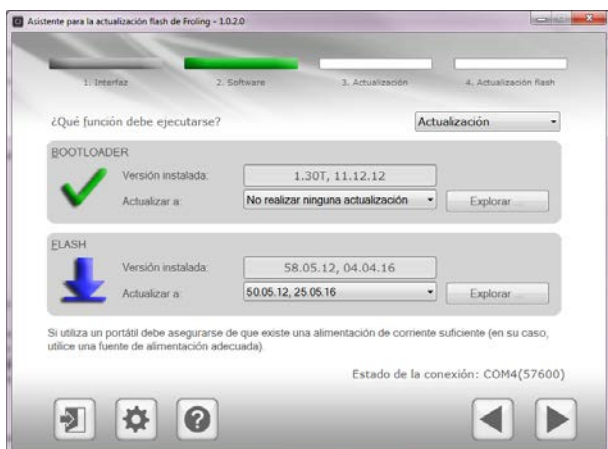 Asistente para la actualización flash de Froling - 1.0.2.0
1. Interfaz 2. Software 3. Actualización 4. Actualización flash
¿Qué función debe ejecutarse? Actualización
BOOTLOADER
Versión instalada: 1.30T, 11.12.12
Actualizar a: No realizar ninguna actualización Explorar ...
FLASH
Versión instalada: 58.05.12, 04.04.16
Actualizar a: 50.05.12, 25.05.16 Explorar ...
Si utiliza un portátil debe asegurarse de que existe una alimentación de corriente suficiente (en su caso,
utilice una fuente de alimentación adecuada).
Estado de la conexión: COM4(57600)